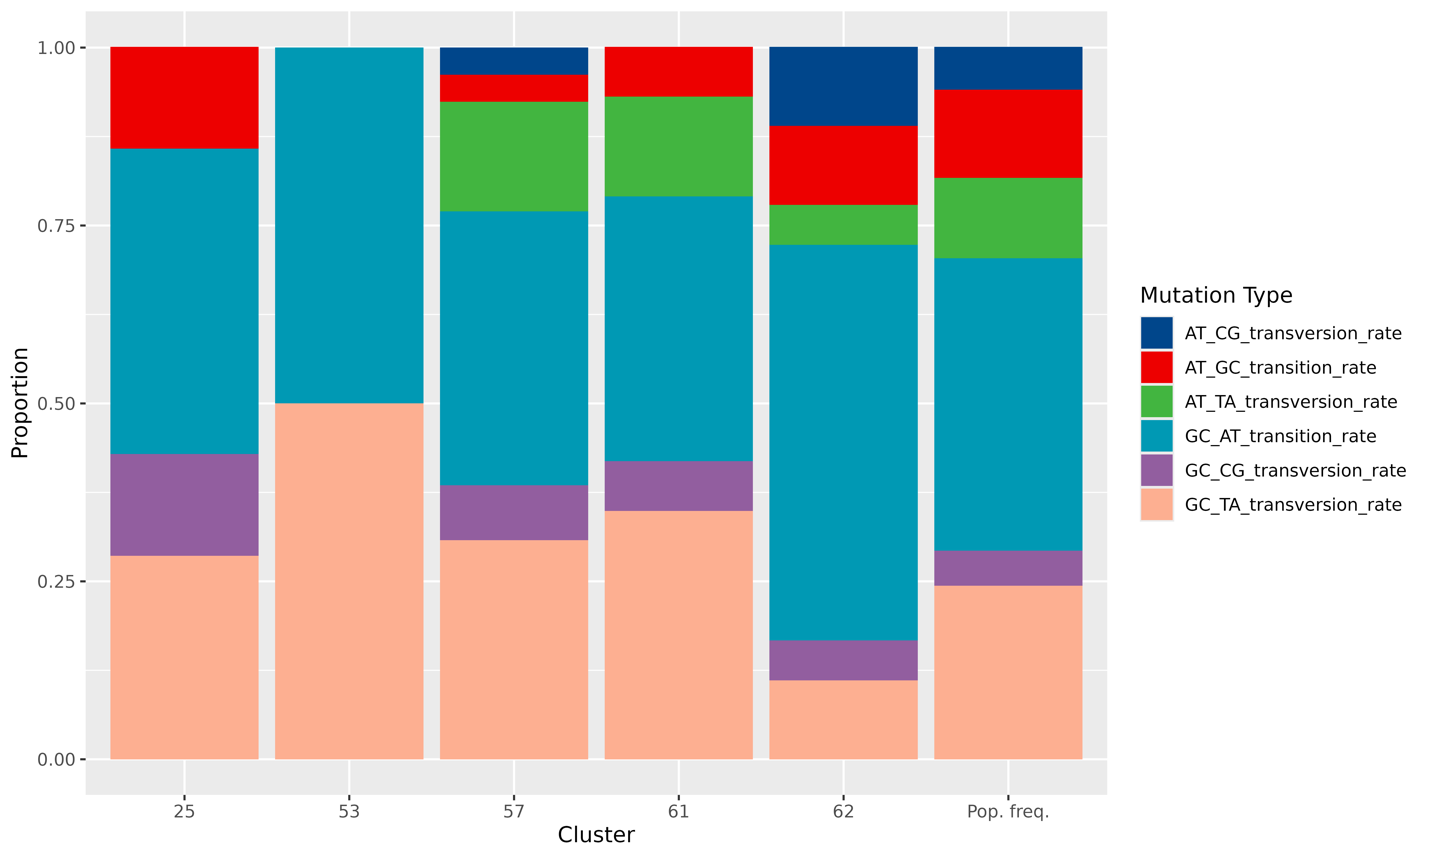 1.00
0.75
0.50
0.25
0.00
Proportion
25 53 57 61 62 Pop. freq.
Cluster
Mutation Type
AT_CG_transversion_rate
AT_GC_transition_rate
AT_TA_transversion_rate
GC_AT_transition_rate
GC_CG_transversion_rate
GC_TA_transversion_rate